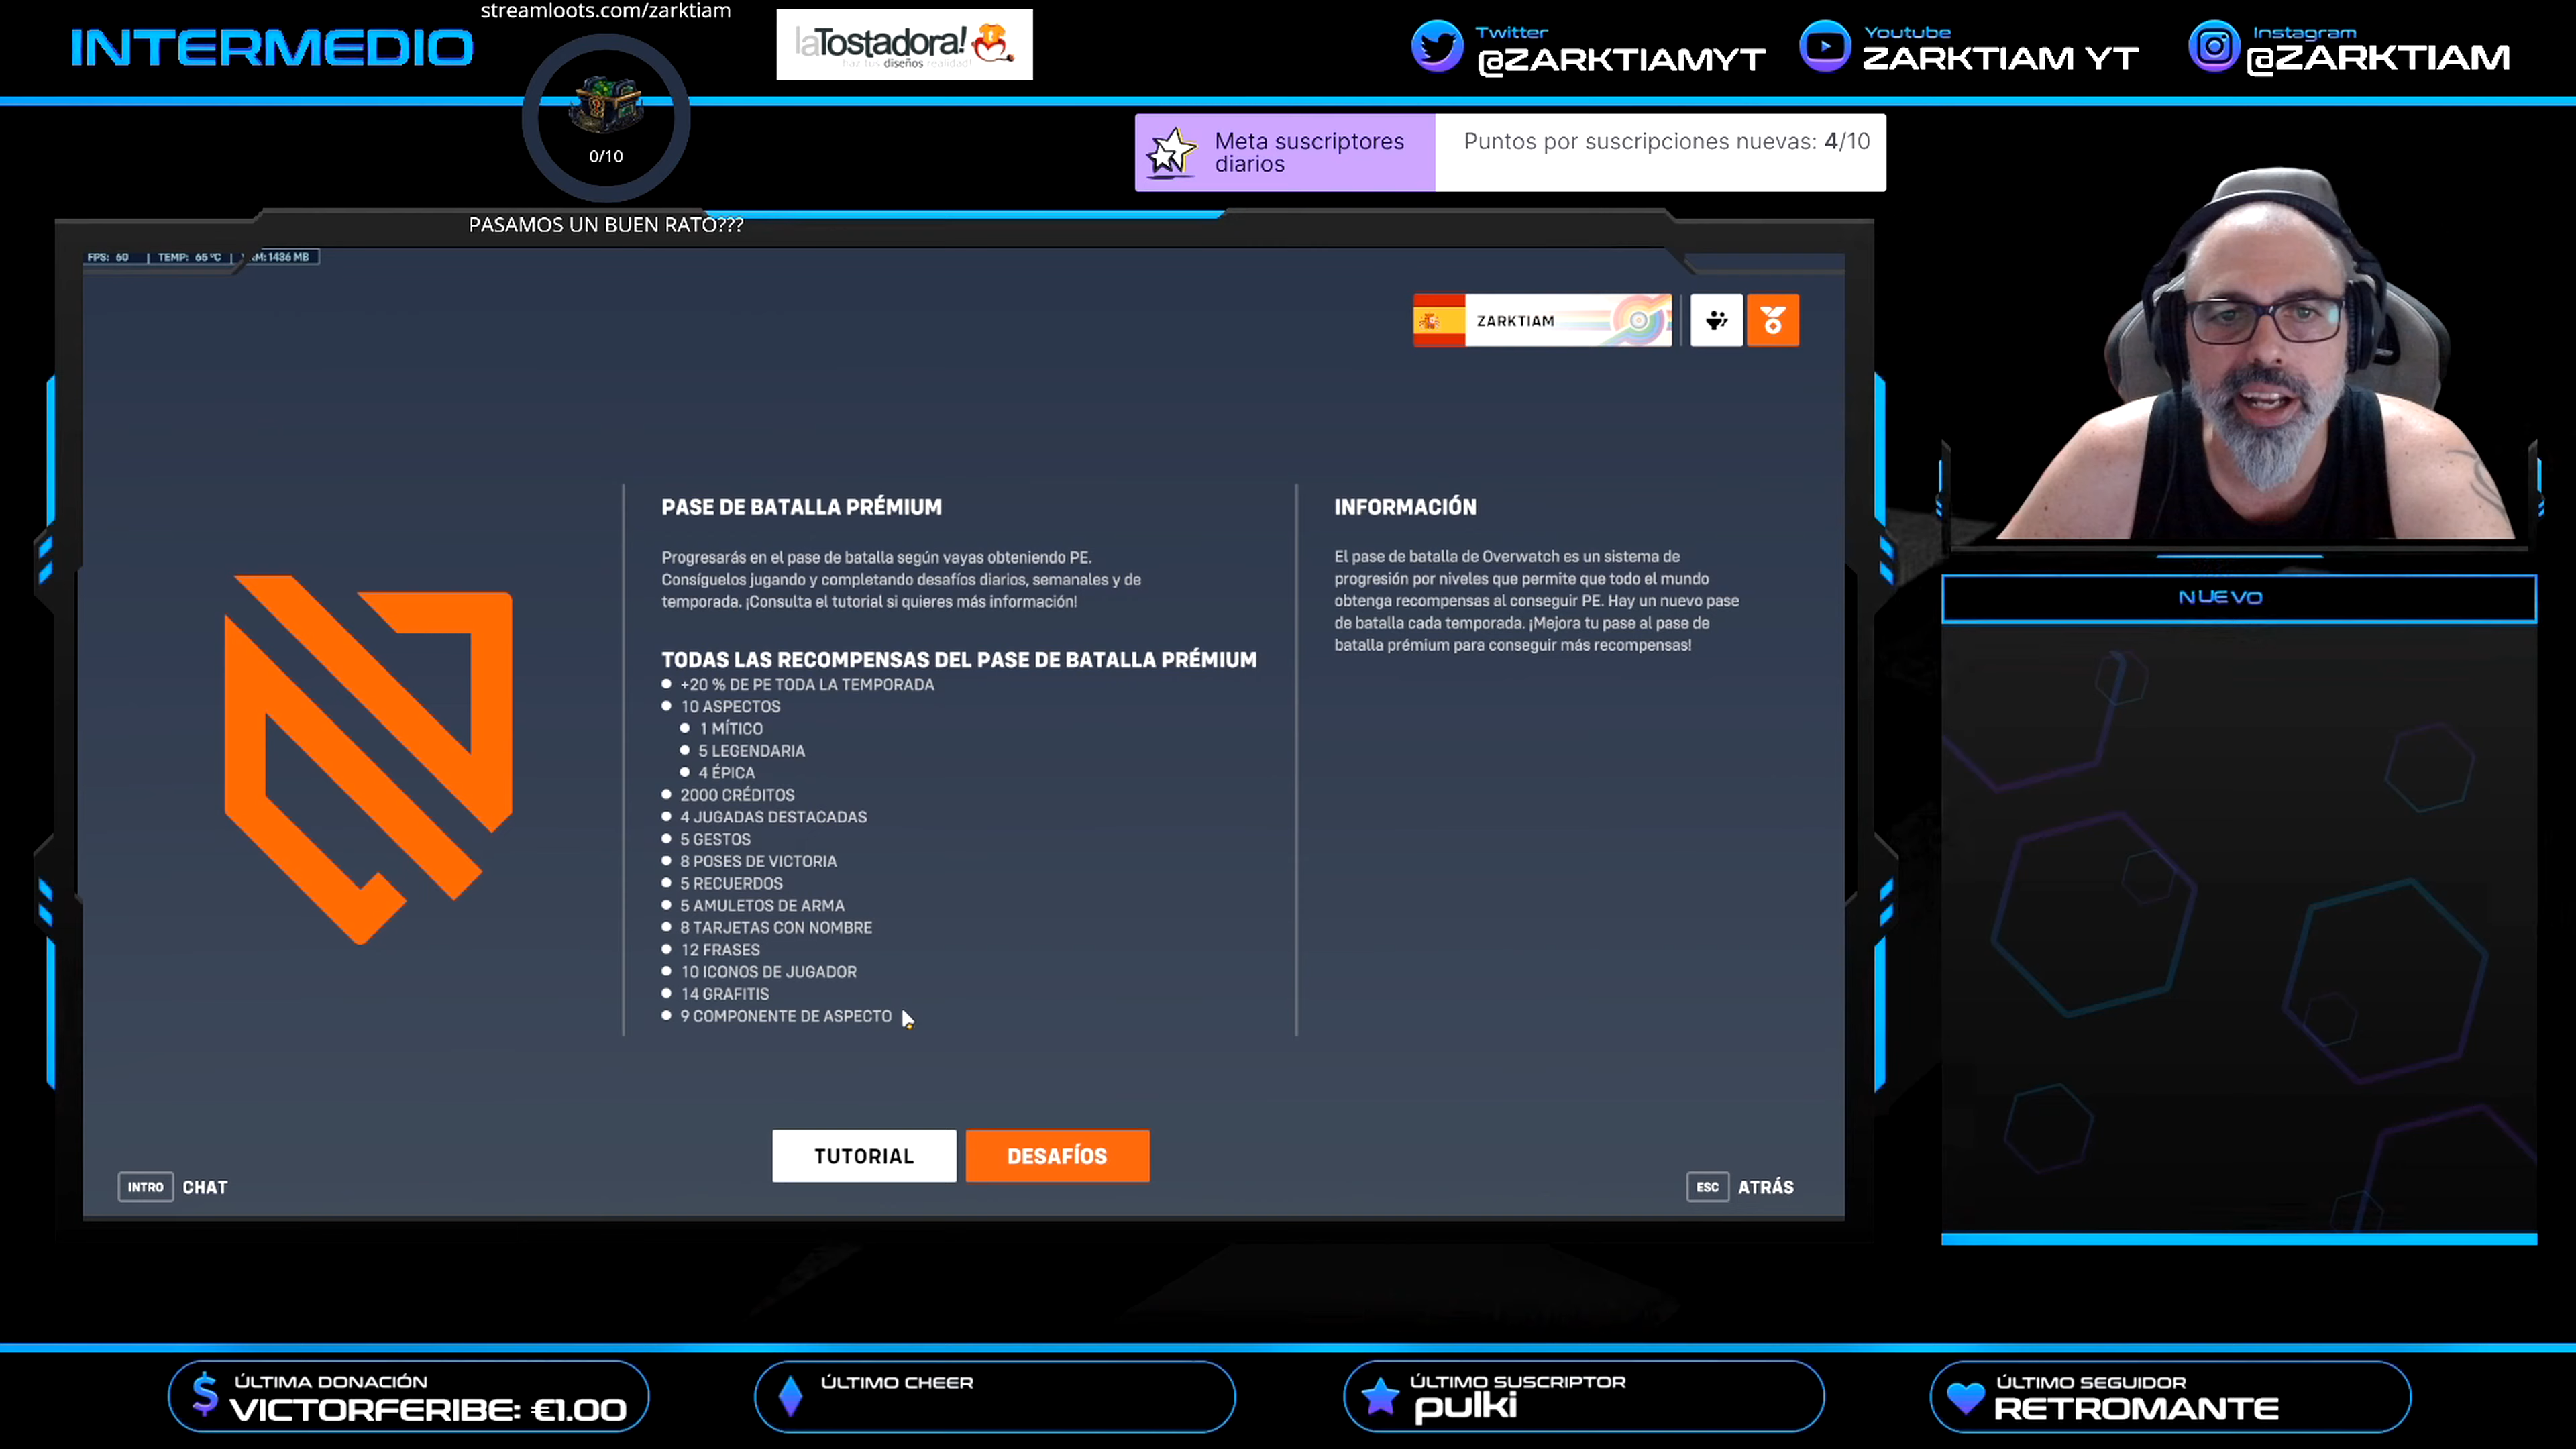 streamloots.com/zarktiam
INTERMEDIO
laTostadora!
haz tus diseños realidad!
Twitter
@ZARKTIAMYT
Youtube
ZARKTIAM YT
Instagram
@ZARKTIAM
0/10
Meta suscriptores
diarios
Puntos por suscripciones nuevas: 4/10
PASAMOS UN BUEN RATO???
FPS: 60 | TEMP: 65 ºC | M: 1436 MB
ZARKTIAM
PASE DE BATALLA PRÉMIUM
Progresarás en el pase de batalla según vayas obteniendo PE.
Consíguelos jugando y completando desafíos diarios, semanales y de
temporada. ¡Consulta el tutorial si quieres más información!
TODAS LAS RECOMPENSAS DEL PASE DE BATALLA PRÉMIUM
+20 % DE PE TODA LA TEMPORADA
10 ASPECTOS
1 MÍTICO
5 LEGENDARIA
4 ÉPICA
2000 CRÉDITOS
4 JUGADAS DESTACADAS
5 GESTOS
8 POSES DE VICTORIA
5 RECUERDOS
5 AMULETOS DE ARMA
8 TARJETAS CON NOMBRE
12 FRASES
10 ICONOS DE JUGADOR
14 GRAFITIS
9 COMPONENTE DE ASPECTO
INFORMACIÓN
El pase de batalla de Overwatch es un sistema de
progresión por niveles que permite que todo el mundo
obtenga recompensas al conseguir PE. Hay un nuevo pase
de batalla cada temporada. ¡Mejora tu pase al pase de
batalla prémium para conseguir más recompensas!
NUEVO
TUTORIAL
DESAFÍOS
INTRO CHAT
ESC ATRÁS
ÚLTIMA DONACIÓN
VICTORFERIBE: €1.00
ÚLTIMO CHEER
ÚLTIMO SUSCRIPTOR
pulki
ÚLTIMO SEGUIDOR
RETROMANTE